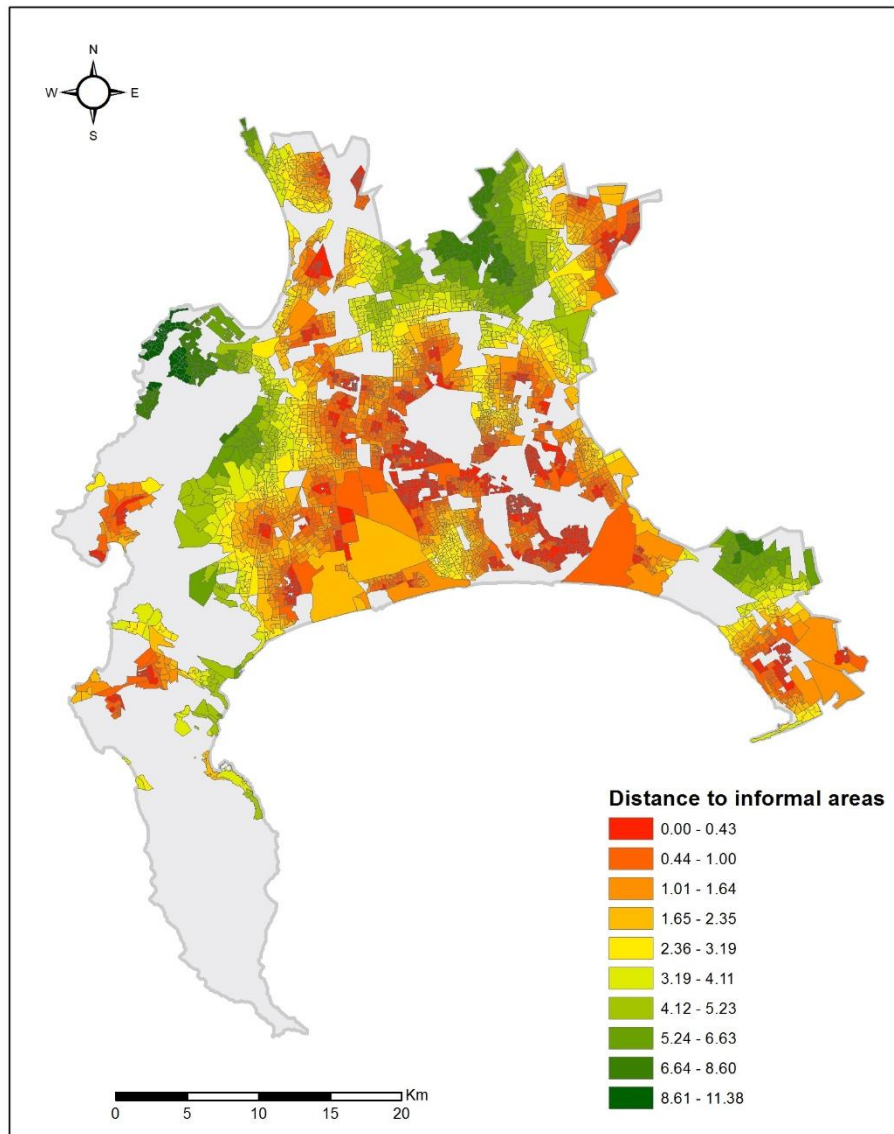 N
W E
S
Distance to informal areas
0.00 - 0.43
0.44 - 1.00
1.01 - 1.64
1.65 - 2.35
2.36 - 3.19
3.19 - 4.11
4.12 - 5.23
5.24 - 6.63
6.64 - 8.60
8.61 - 11.38
Km
0 5 10 15 20